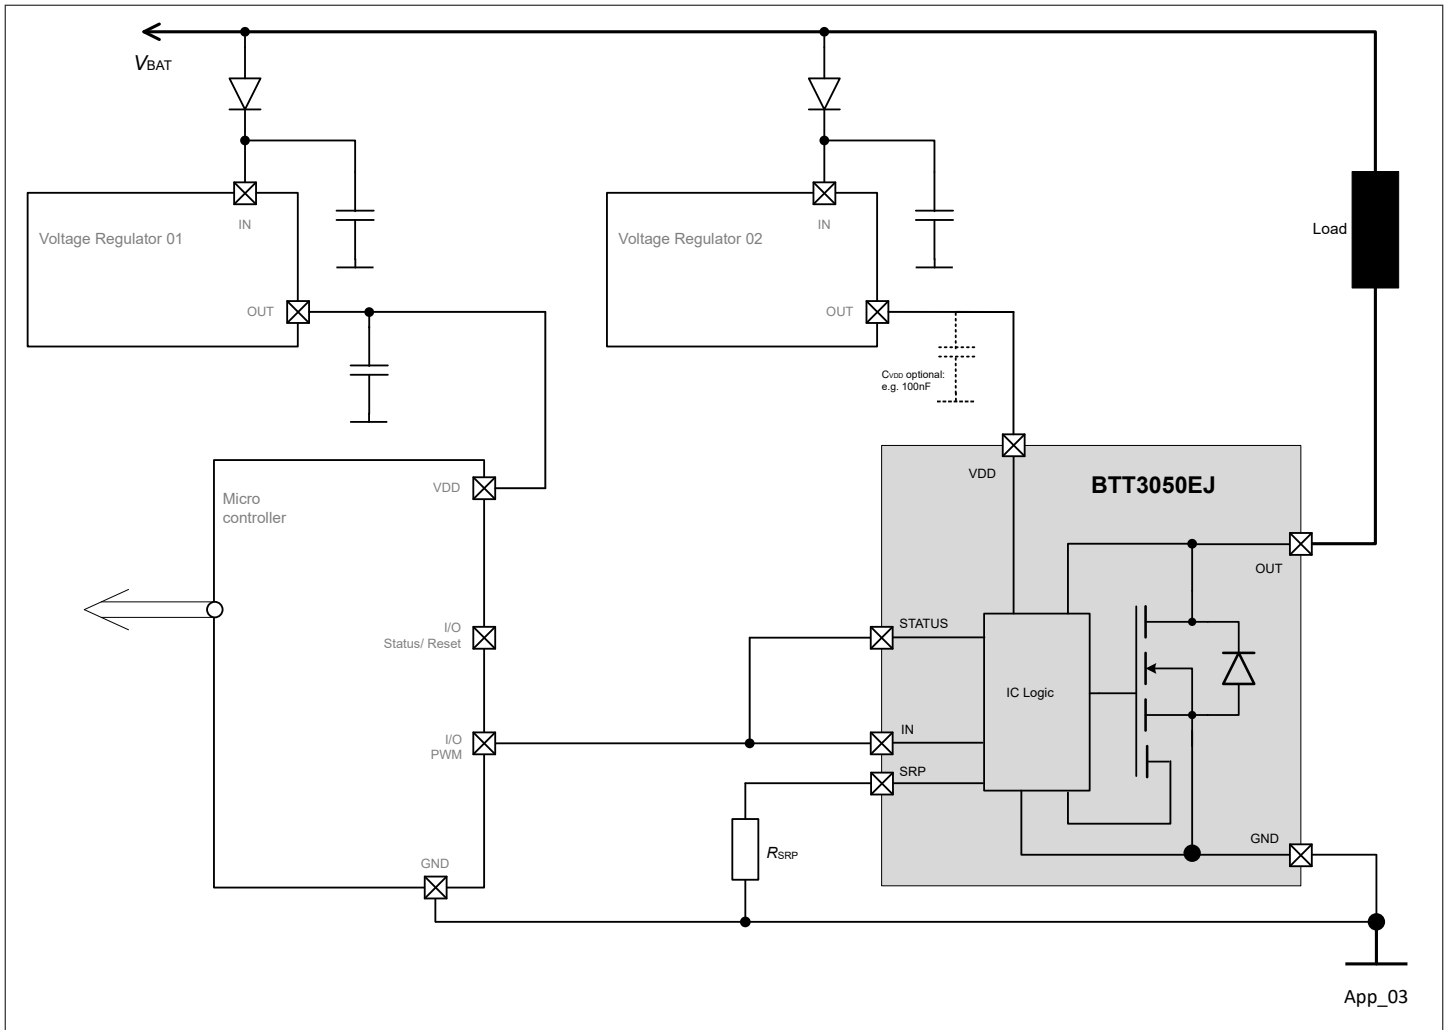 VBAT
IN
Voltage Regulator 01
OUT
IN
Voltage Regulator 02
OUT
Load
CVDD optional:
e.g. 100nF
VDD
BTT3050EJ
OUT
Micro
controller
VDD
I/O
Status/ Reset
I/O
PWM
GND
STATUS
IN
SRP
IC Logic
GND
RSRP
App_03